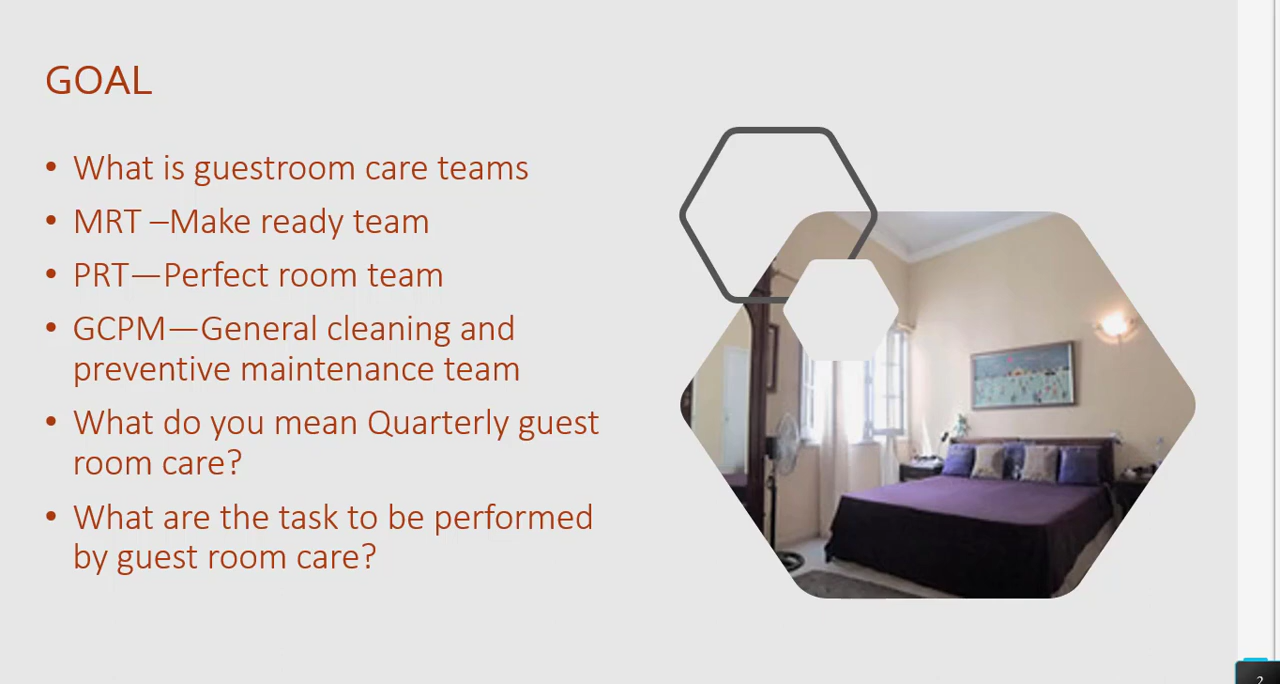 GOAL
• What is guestroom care teams
• MRT –Make ready team
• PRT—Perfect room team
• GCPM—General cleaning and
preventive maintenance team
• What do you mean Quarterly guest
room care?
• What are the task to be performed
by guest room care?
2